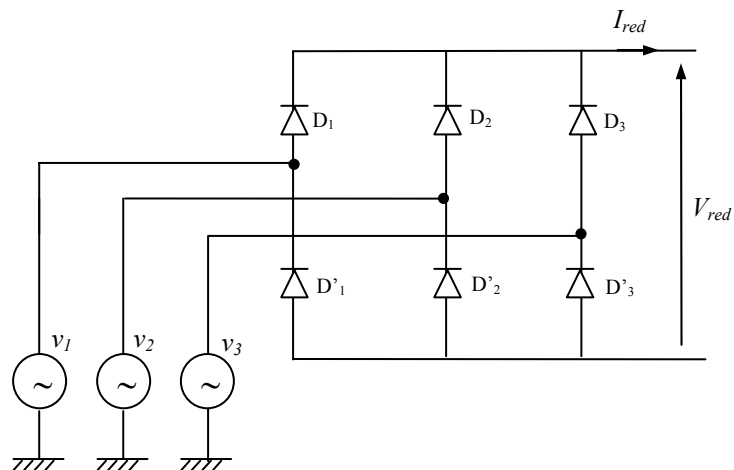 I_red
D₁
D₂
D₃
V_red
D'₁
D'₂
D'₃
v₁
v₂
v₃
~
~
~